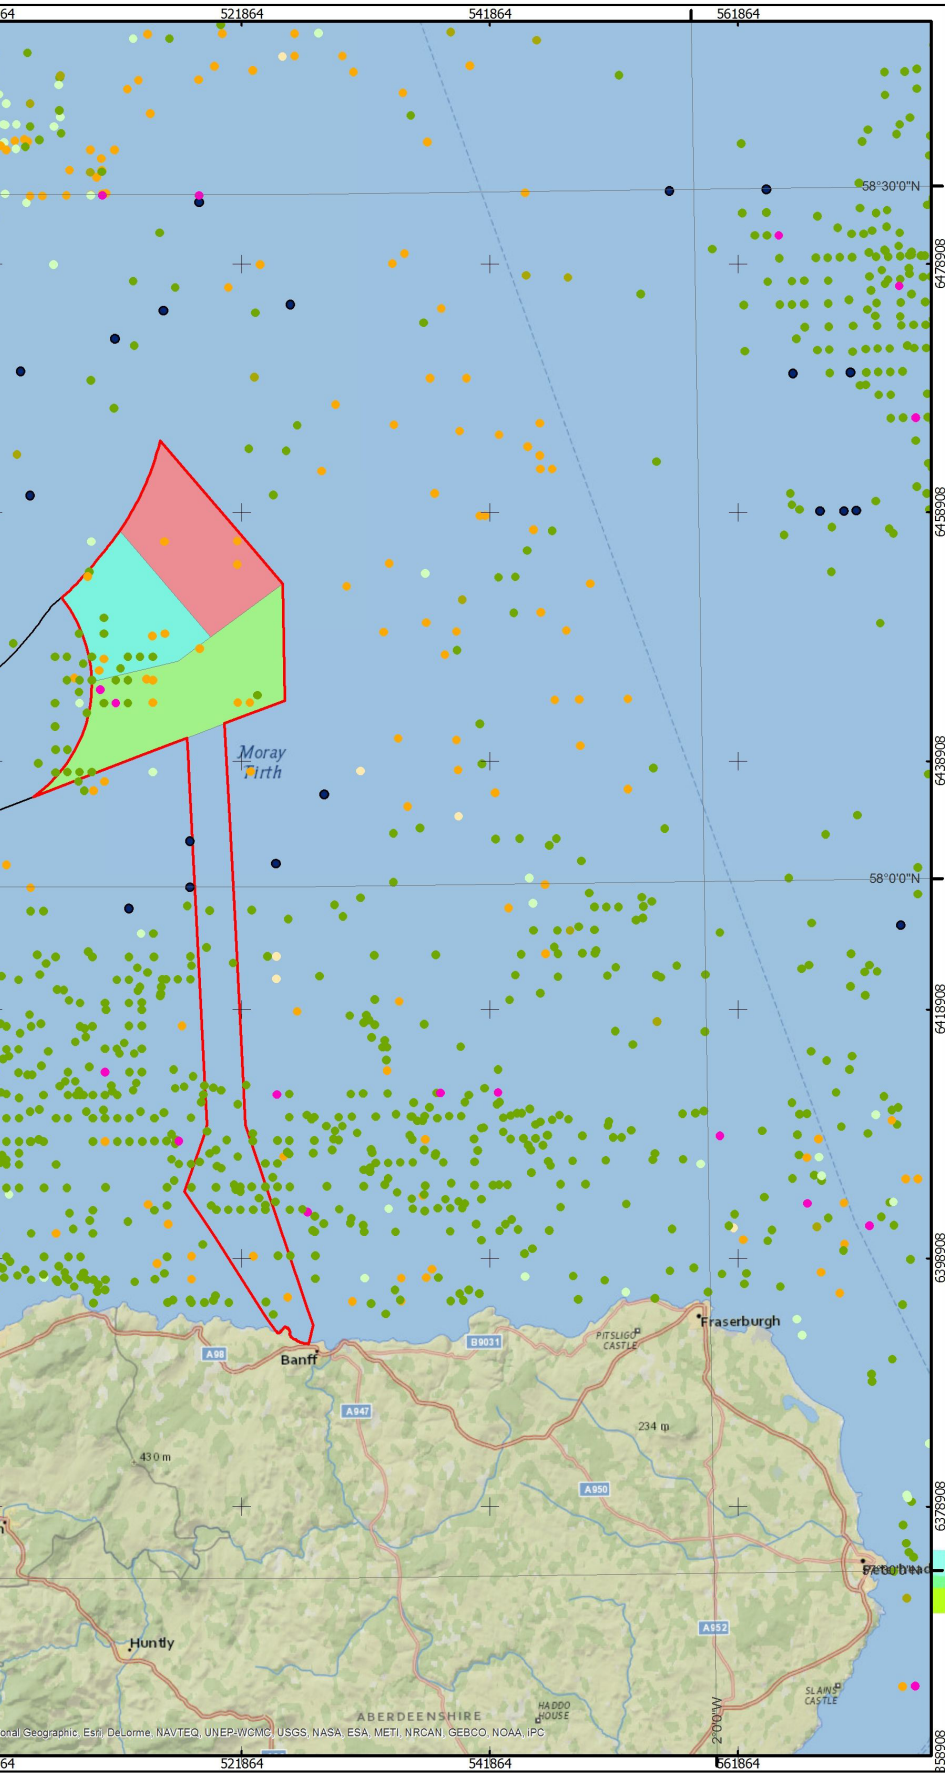 64
521864
541864
561864
58°30'0"N
6478908
6458908
Moray
Firth
6438908
58°0'0"N
6418908
6398908
Fraserburgh
PITSLIGO
CASTLE
B9031
A98
Banff
A947
234 m
430 m
A950
6378908
Huntly
A952
SLAINS
CASTLE
HADDO
HOUSE
ABERDEENSHIRE
2°0'0"W
onal Geographic, Esri, DeLorme, NAVTEQ, UNEP-WCMC, USGS, NASA, ESA, METI, NRCAN, GEBCO, NOAA, iPC
64
521864
541864
561864